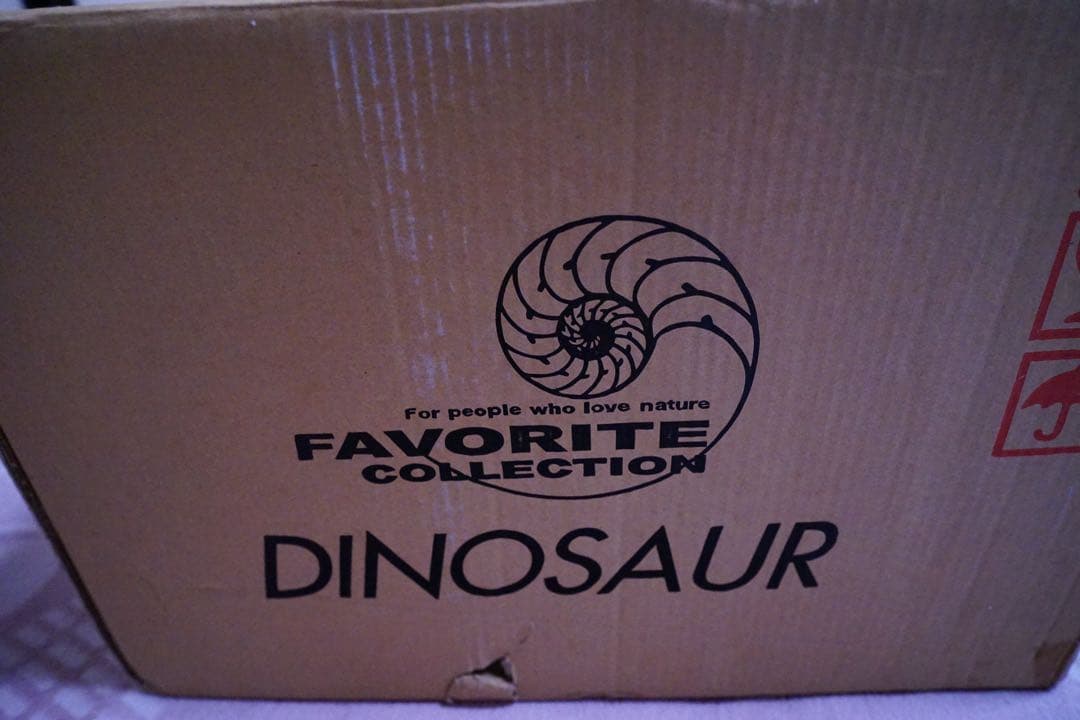 For people who love nature
FAVORITE
COLLECTION
DINOSAUR